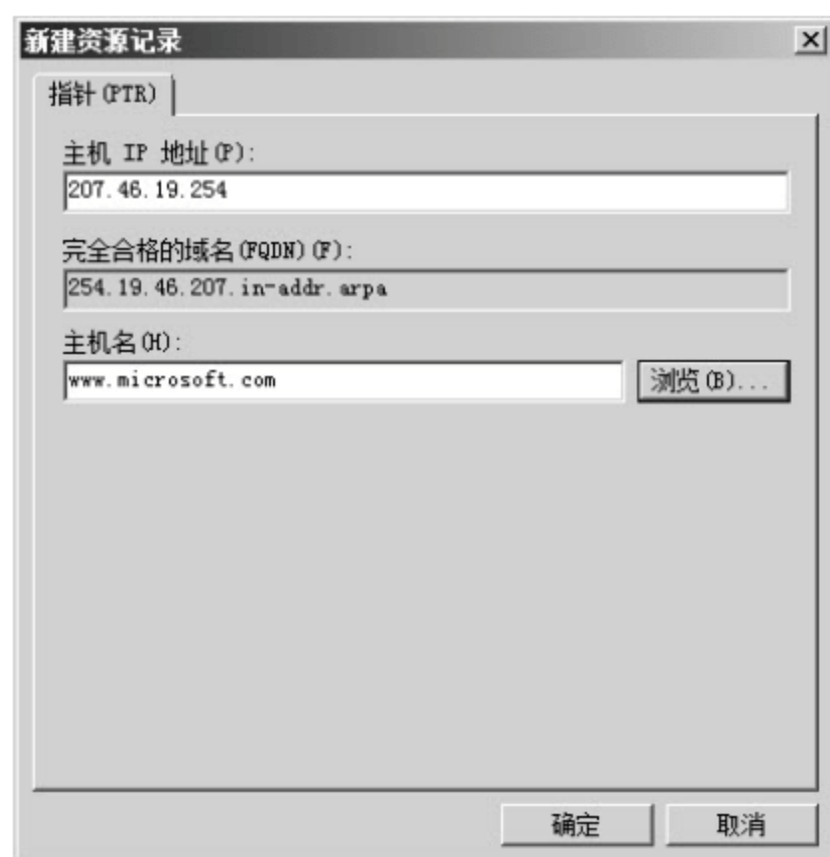 新建资源记录
指针(PTR)
主机 IP 地址(P):
207.46.19.254
完全合格的域名(FQDN)(F):
254.19.46.207.in-addr.arpa
主机名(H):
www.microsoft.com
浏览(B)...
确定
取消